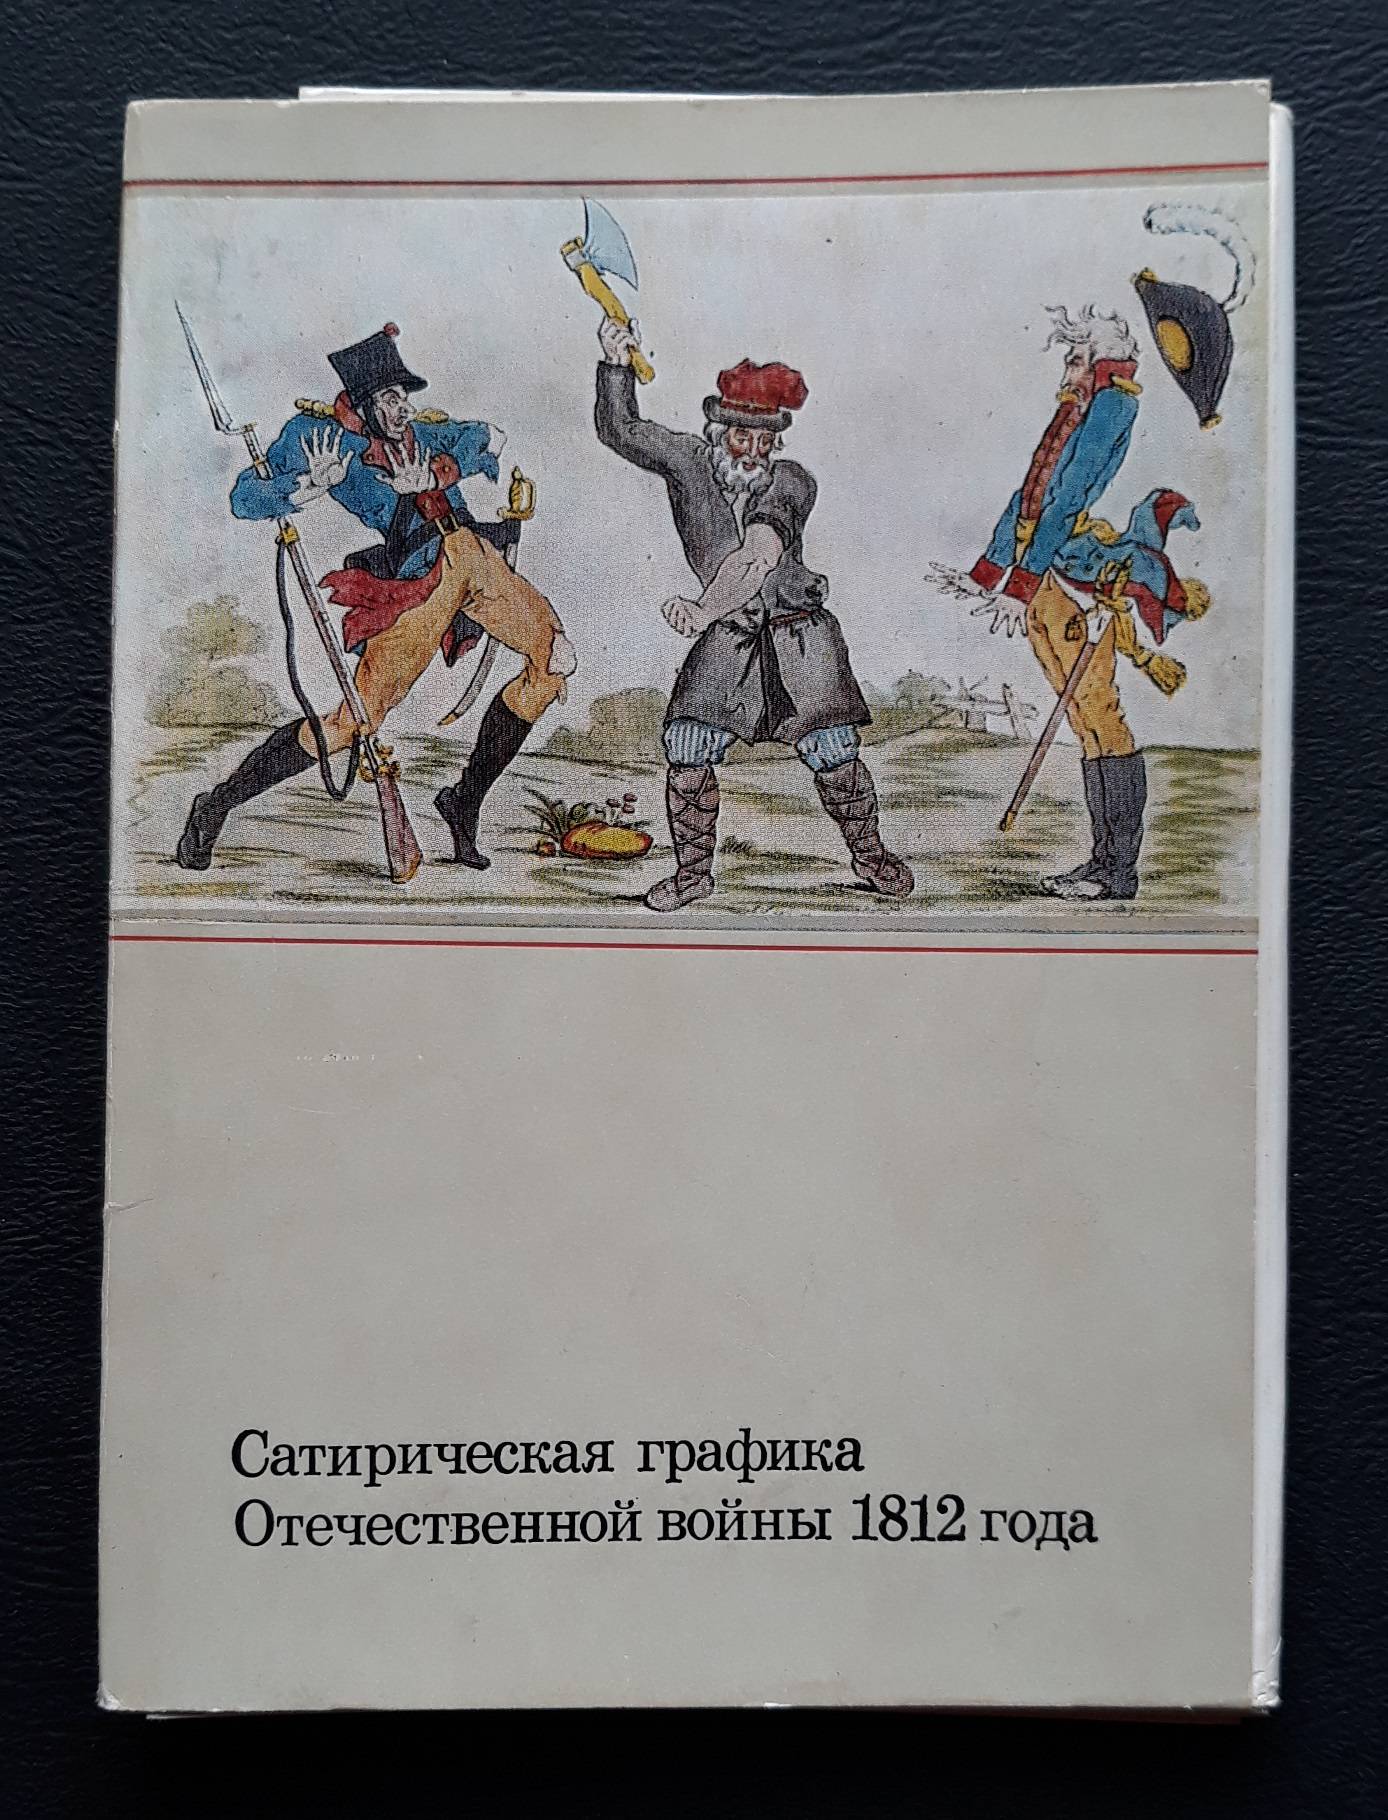 Сатирическая графика
Отечественной войны 1812 года